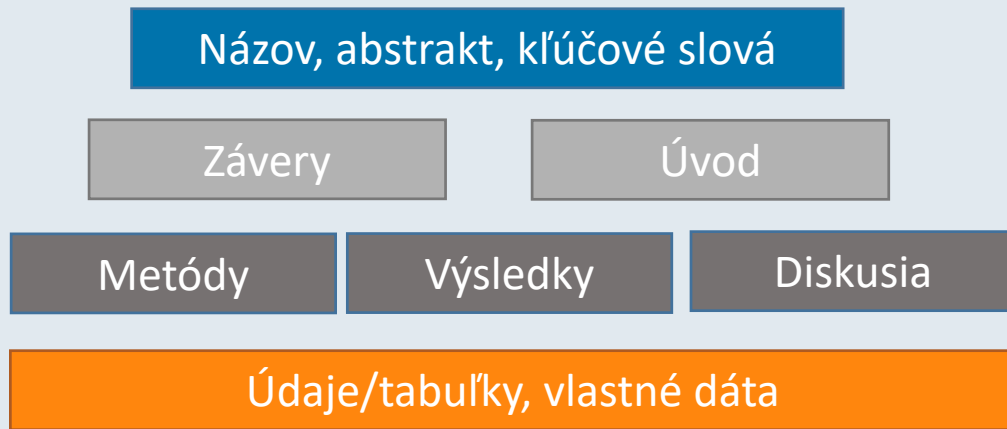 Názov, abstrakt, kľúčové slová
Závery
Úvod
Metódy
Výsledky
Diskusia
Údaje/tabuľky, vlastné dáta